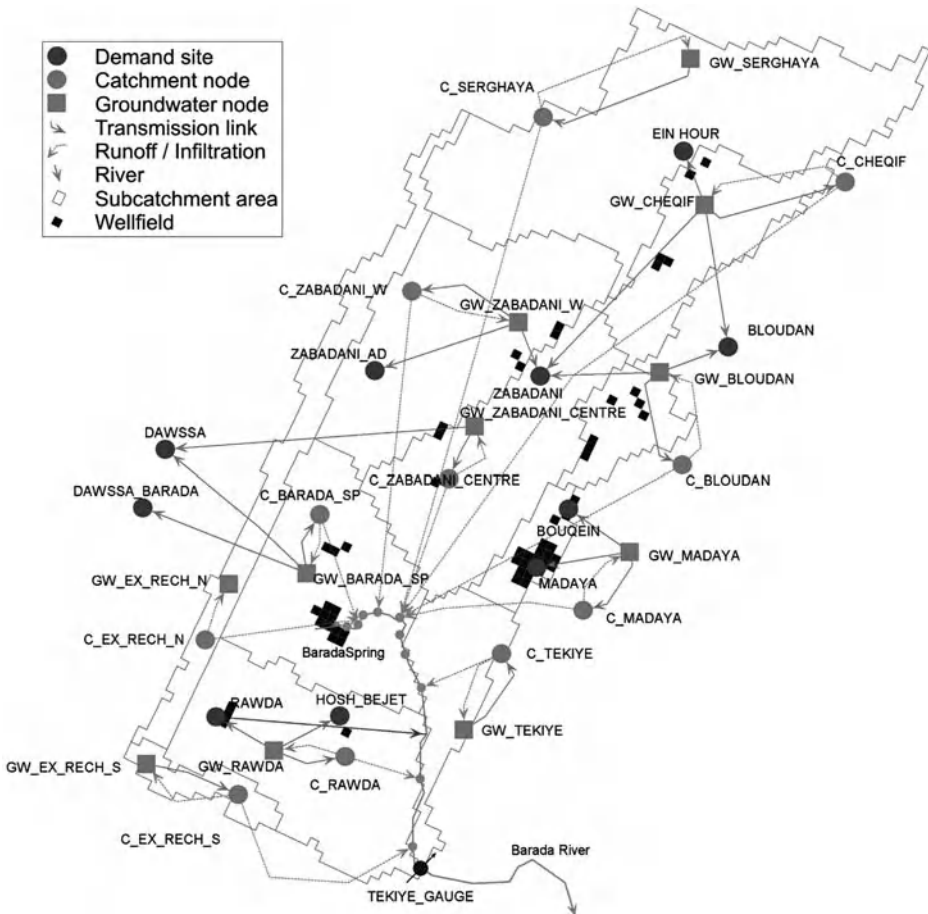 Demand site
Catchment node
Groundwater node
Transmission link
Runoff / Infiltration
River
Subcatchment area
Wellfield
GW_SERGHAYA
C_SERGHAYA
EIN HOUR
C_CHEQIF
GW_CHEQIF
C_ZABADANI_W
GW_ZABADANI_W
BLOUDAN
ZABADANI_AD
ZABADANI
GW_BLOUDAN
GW_ZABADANI_CENTRE
DAWSSA
C_ZABADANI_CENTRE
C_BLOUDAN
DAWSSA_BARADA
C_BARADA_SP
BOUQEIN
GW_MADAYA
GW_EX_RECH_N
GW_BARADA_SP
MADAYA
C_MADAYA
C_EX_RECH_N
BaradaSpring
C_TEKIYE
RAWDA
HOSH_BEJET
GW_TEKIYE
GW_EX_RECH_S
GW_RAWDA
C_RAWDA
C_EX_RECH_S
Barada River
TEKIYE_GAUGE